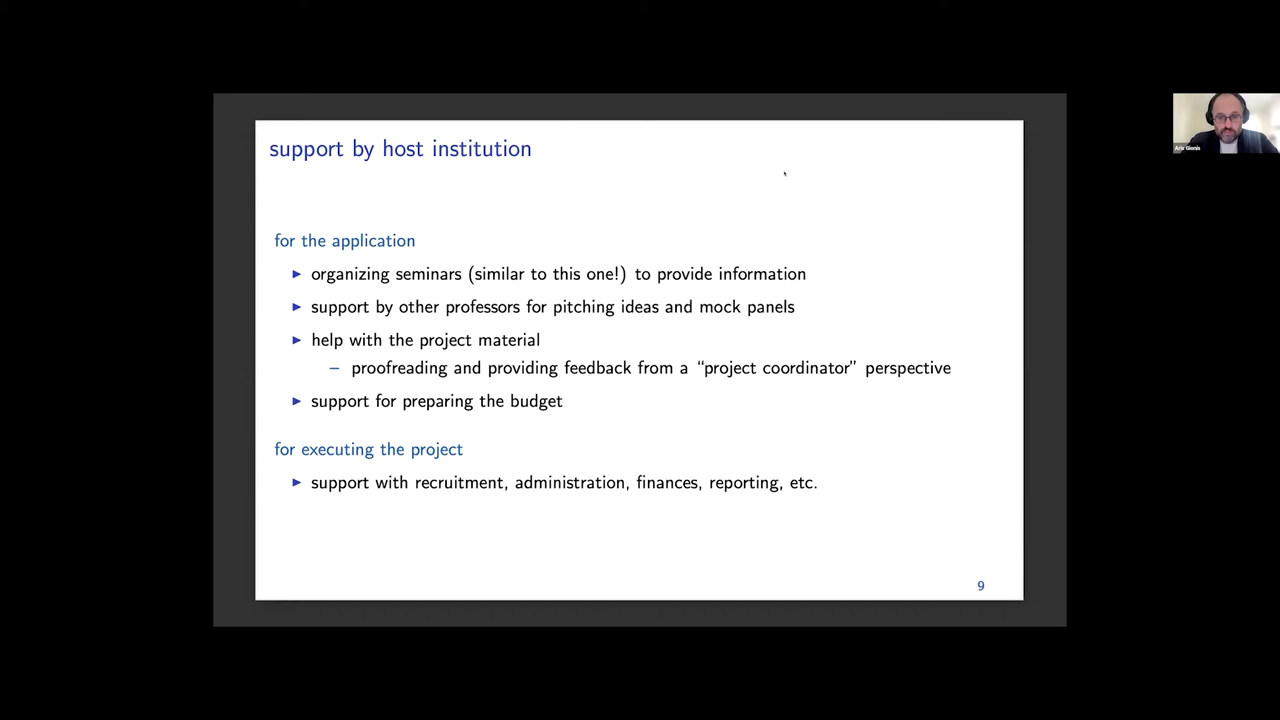 support by host institution
Aris Gionis
for the application
► organizing seminars (similar to this one!) to provide information
► support by other professors for pitching ideas and mock panels
► help with the project material
– proofreading and providing feedback from a “project coordinator” perspective
► support for preparing the budget
for executing the project
► support with recruitment, administration, finances, reporting, etc.
9